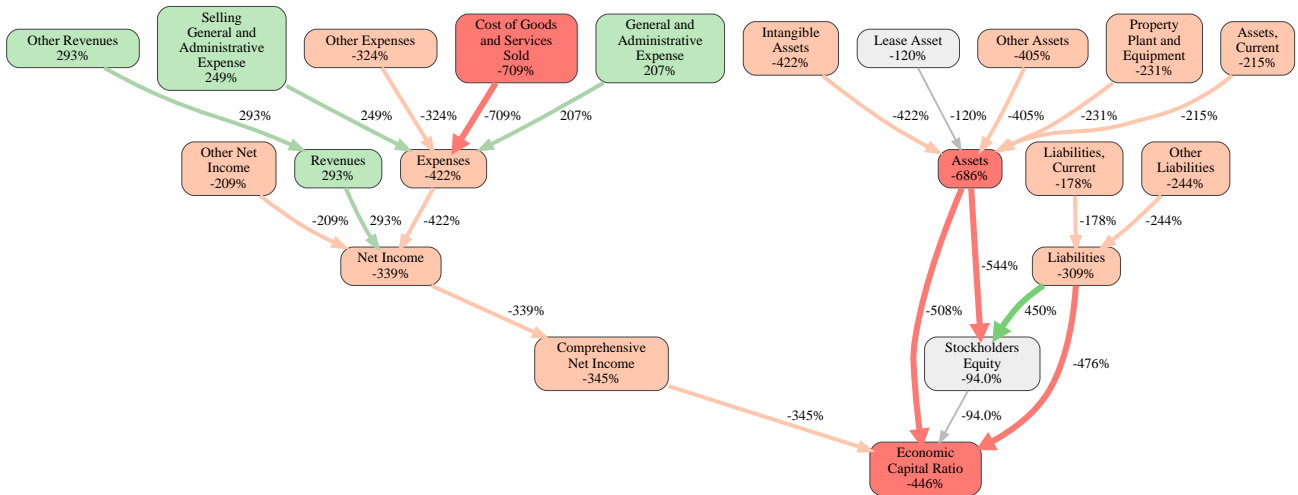 Other Revenues
293%
Selling
General and
Administrative
Expense
249%
Other Expenses
-324%
Cost of Goods
and Services
Sold
-709%
General and
Administrative
Expense
207%
Intangible
Assets
-422%
Lease Asset
-120%
Other Assets
-405%
Property
Plant and
Equipment
-231%
Assets,
Current
-215%
293%
249%
-324%
-709%
207%
-422%
-120%
-405%
-231%
-215%
Other Net
Income
-209%
Revenues
293%
Expenses
-422%
Assets
-686%
Liabilities,
Current
-178%
Other
Liabilities
-244%
-209%
293%
-422%
-178%
-244%
Net Income
-339%
-544%
Liabilities
-309%
-339%
-508%
450%
Comprehensive
Net Income
-345%
Stockholders
Equity
-94.0%
-476%
-345%
-94.0%
Economic
Capital Ratio
-446%